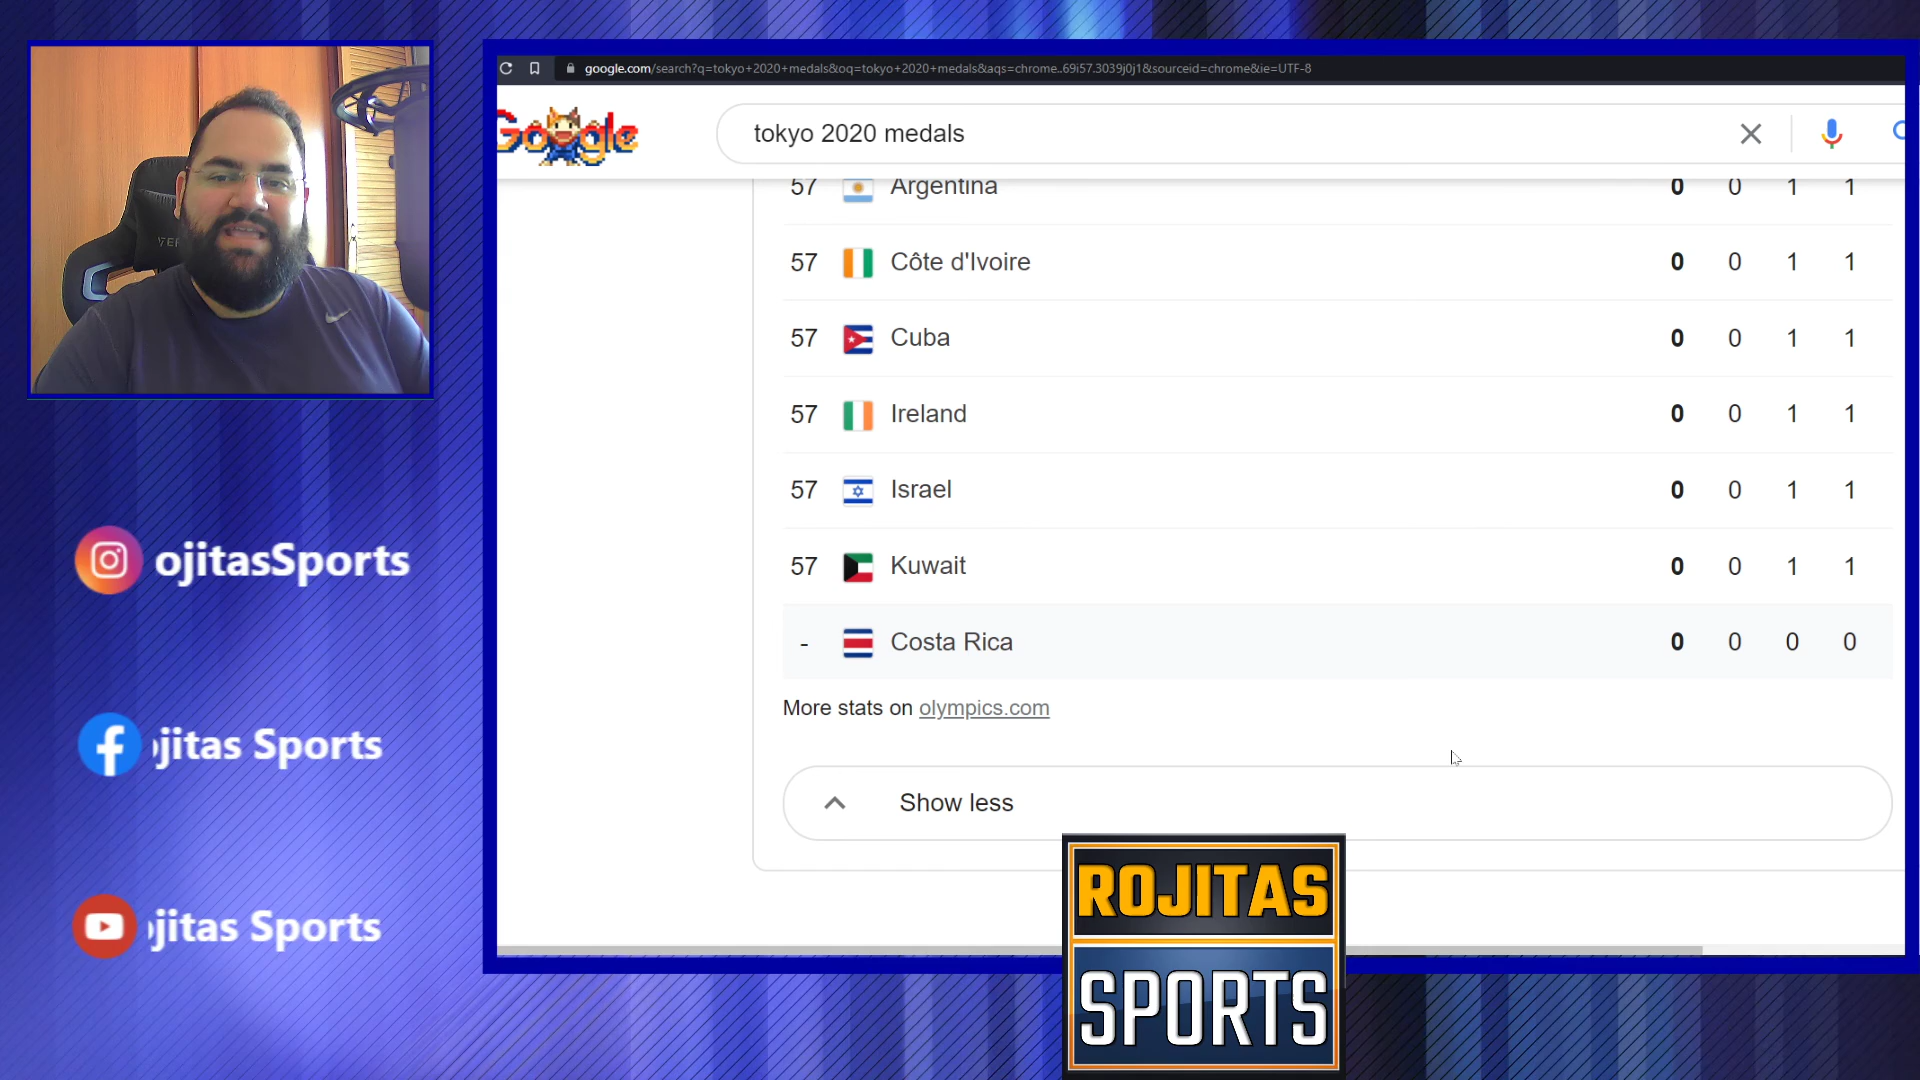 google.com/search?q=tokyo+2020+medals&oq=tokyo+2020+medals&aqs=chrome..69i57.3039j0j1&sourceid=chrome&ie=UTF-8
Google
tokyo 2020 medals
57 Argentina 0 0 1 1
57 Côte d'Ivoire 0 0 1 1
57 Cuba 0 0 1 1
57 Ireland 0 0 1 1
57 Israel 0 0 1 1
57 Kuwait 0 0 1 1
- Costa Rica 0 0 0 0
More stats on olympics.com
Show less
ojitasSports
jitas Sports
jitas Sports
ROJITAS
SPORTS